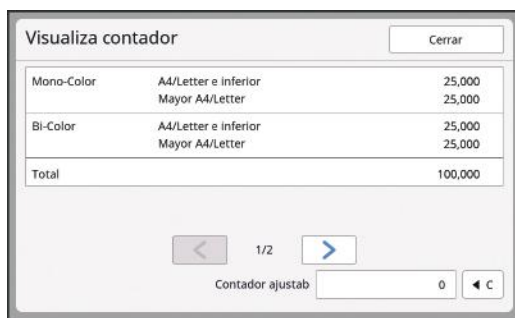 Visualiza contador Cerrar
Mono-Color A4/Letter e inferior 25,000
Mayor A4/Letter 25,000
Bi-Color A4/Letter e inferior 25,000
Mayor A4/Letter 25,000
Total 100,000
1/2
Contador ajustab 0 C